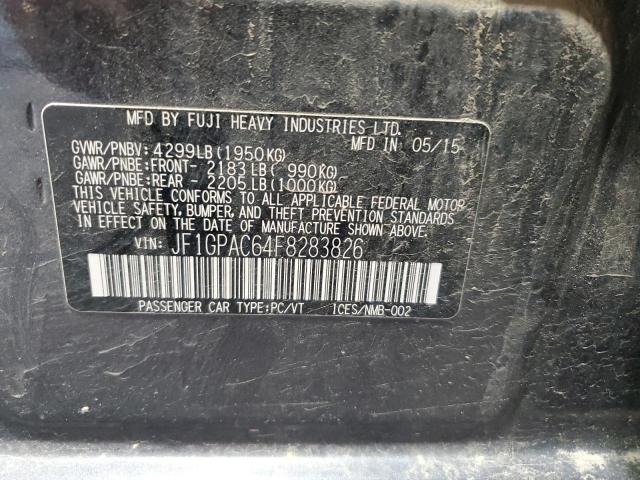 MFD BY FUJI HEAVY INDUSTRIES LTD.
MFD IN 05/15
GVWR/PNBV: 4299LB(1950KG)
GAWR/PNBE:FRONT- 2183LB( 990KG)
GAWR/PNBE:REAR - 2205LB(1000KG)
THIS VEHICLE CONFORMS TO ALL APPLICABLE FEDERAL MOTOR
VEHICLE SAFETY, BUMPER, AND THEFT PREVENTION STANDARDS
IN EFFECT ON THE DATE OF MANUFACTURE SHOWN ABOVE.
VIN: JF1GPAC64F8283826
PASSENGER CAR TYPE:PC/VT 1CES/NMB-002